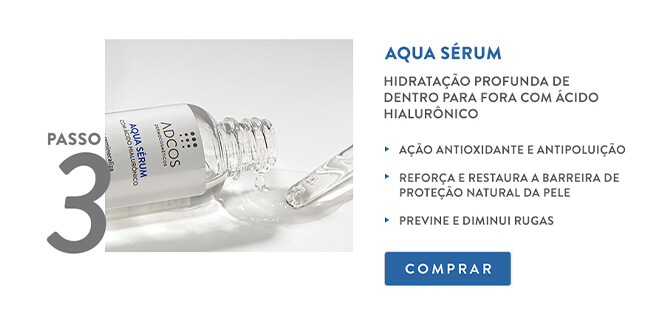 PASSO
3
ADCOS
DERMOCOSMÉTICOS
AQUA SÉRUM
COM ÁCIDO HIALURÔNICO
AQUA SÉRUM
HIDRATAÇÃO PROFUNDA DE
DENTRO PARA FORA COM ÁCIDO
HIALURÔNICO
AÇÃO ANTIOXIDANTE E ANTIPOLUIÇÃO
REFORÇA E RESTAURA A BARREIRA DE
PROTEÇÃO NATURAL DA PELE
PREVINE E DIMINUI RUGAS
COMPRAR